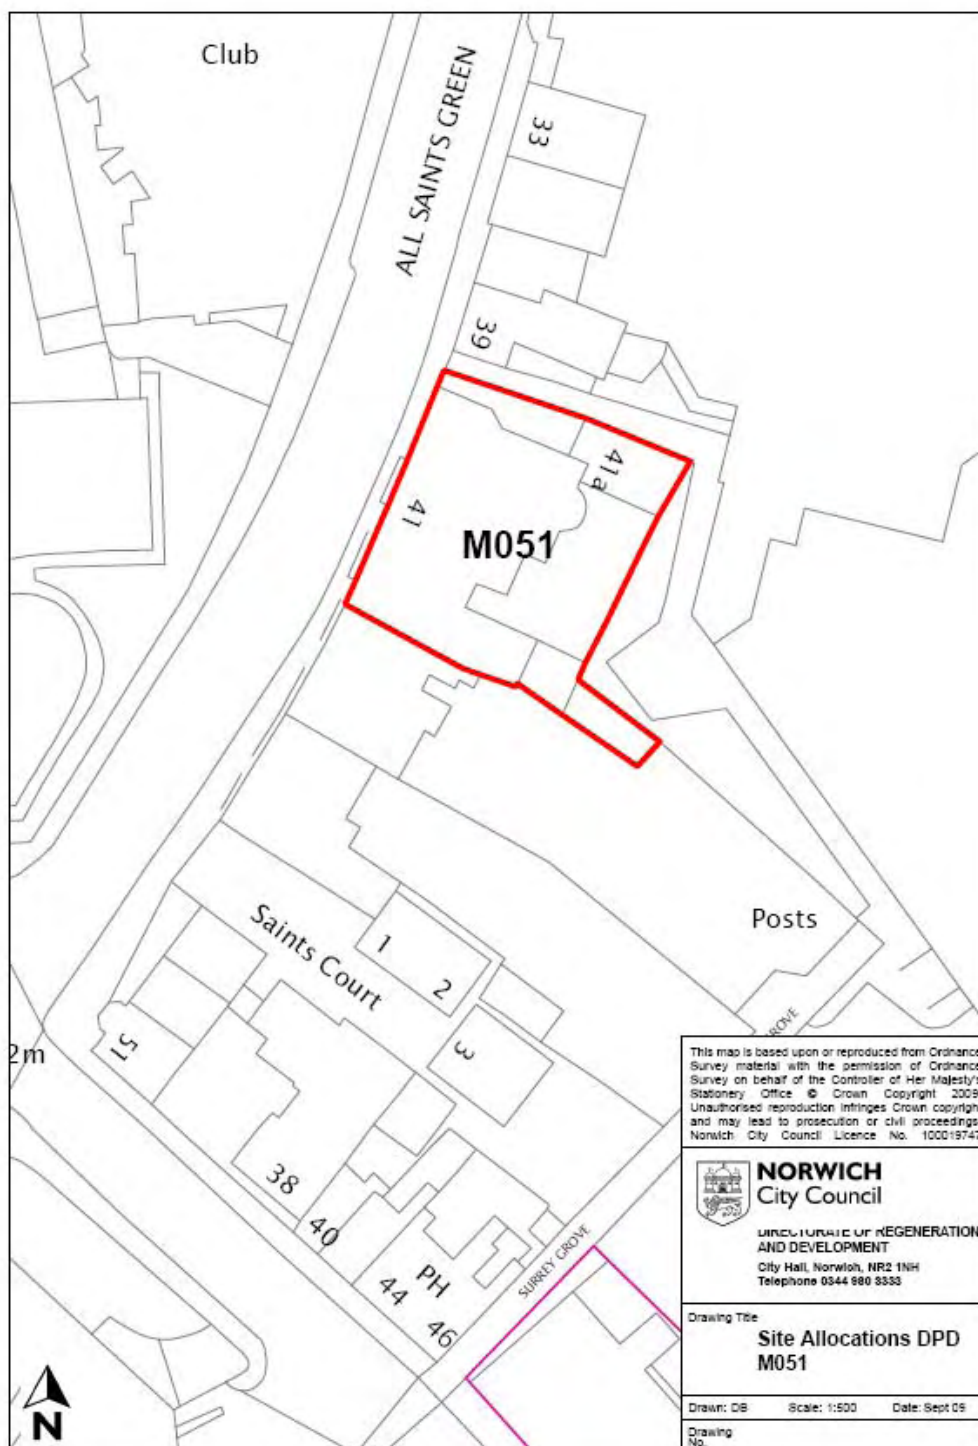 Club
ALL SAINTS GREEN
33
39
41a
41
M051
Posts
Saints Court
1
2
3
51
2m
GROVE
38
40
PH
44
46
SURREY GROVE
N
This map is based upon or reproduced from Ordnance
Survey material with the permission of Ordnance
Survey on behalf of the Controller of Her Majesty's
Stationery Office © Crown Copyright 2009
Unauthorised reproduction infringes Crown copyrigh
and may lead to prosecution or civil proceedings
Norwich City Council Licence No. 100019747
NORWICH
City Council
DIRECTORATE OF REGENERATION
AND DEVELOPMENT
City Hall, Norwich, NR2 1NH
Telephone 0344 980 3333
Drawing Title
Site Allocations DPD
M051
Drawn: DB Scale: 1:500 Date: Sept 09
Drawing
No.